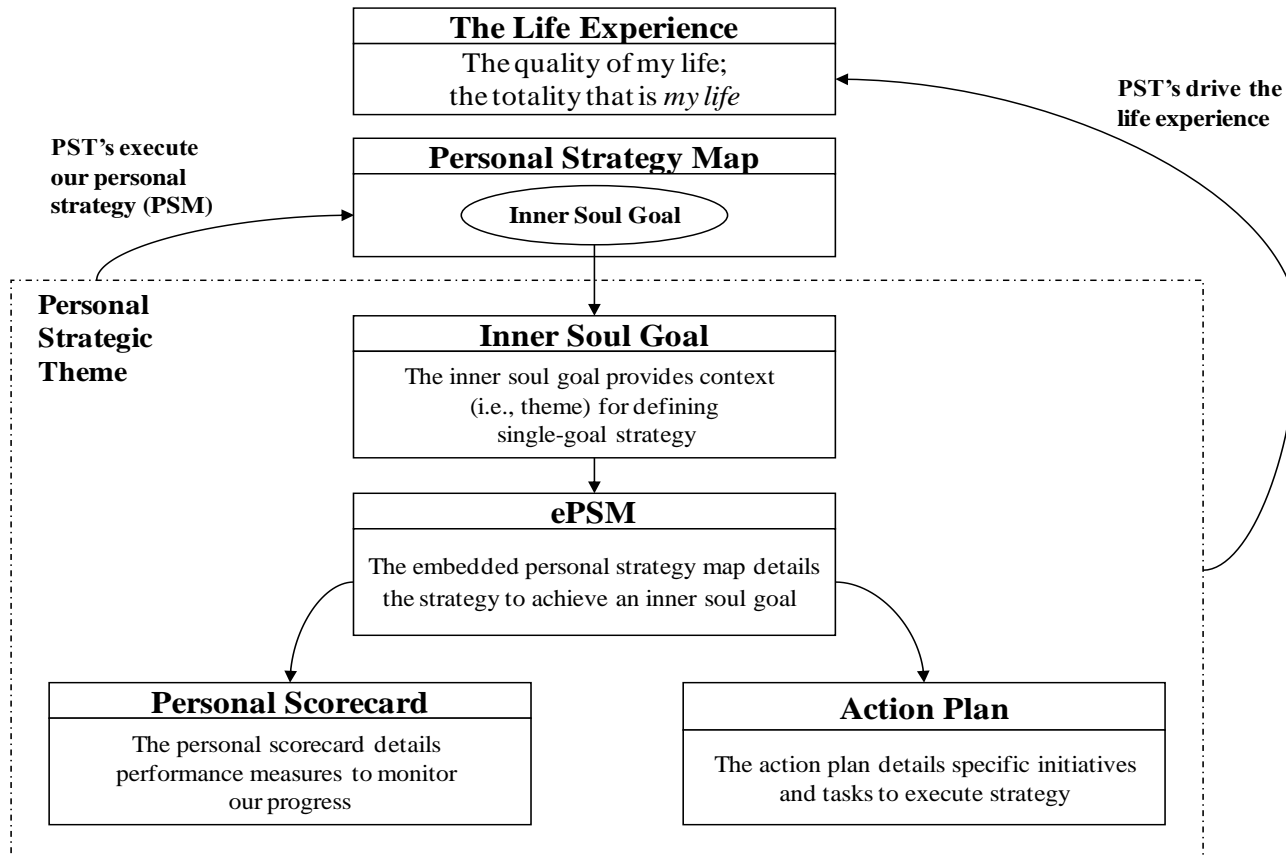 The Life Experience
The quality of my life;
the totality that is my life
PST's drive the
life experience
PST's execute
our personal
strategy (PSM)
Personal Strategy Map
Inner Soul Goal
Personal
Strategic
Theme
Inner Soul Goal
The inner soul goal provides context
(i.e., theme) for defining
single-goal strategy
ePSM
The embedded personal strategy map details
the strategy to achieve an inner soul goal
Personal Scorecard
The personal scorecard details
performance measures to monitor
our progress
Action Plan
The action plan details specific initiatives
and tasks to execute strategy